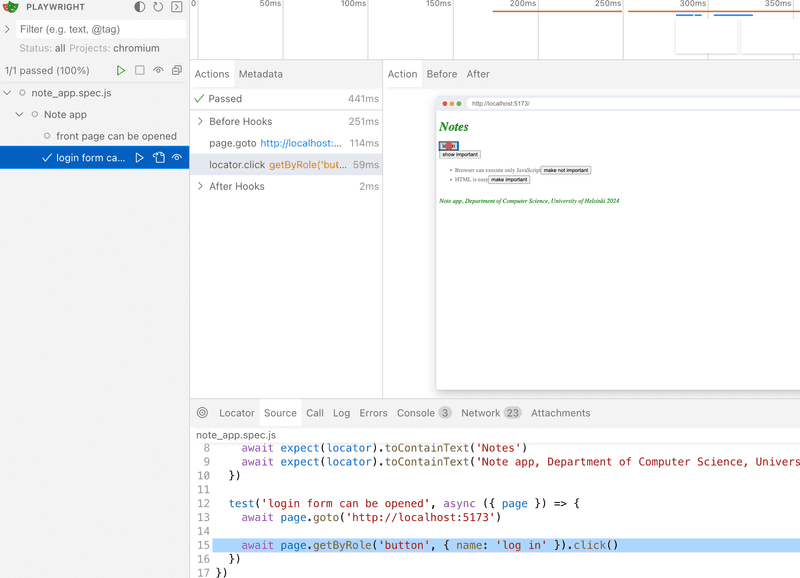 PLAYWRIGHT
Filter (e.g. text, @tag)
Status: all Projects: chromium
1/1 passed (100%)
note_app.spec.js
Note app
front page can be opened
login form ca...
0 50ms 100ms 150ms 200ms 250ms 300ms 350ms
Actions Metadata
Passed 441ms
Before Hooks 251ms
page.goto http://localhost:... 114ms
locator.click getByRole('but... 59ms
After Hooks 2ms
Action Before After
http://localhost:5173/
Notes
show important
Browser can execute only JavaScript make not important
HTML is easy make important
Note app, Department of Computer Science, University of Helsinki 2024
Locator Source Call Log Errors Console 3 Network 23 Attachments
note_app.spec.js
8 await expect(locator).toContainText('Notes')
9 await expect(locator).toContainText('Note app, Department of Computer Science, Univers
10 })
11
12 test('login form can be opened', async ({ page }) => {
13 await page.goto('http://localhost:5173')
14
15 await page.getByRole('button', { name: 'log in' }).click()
16 })
17 })